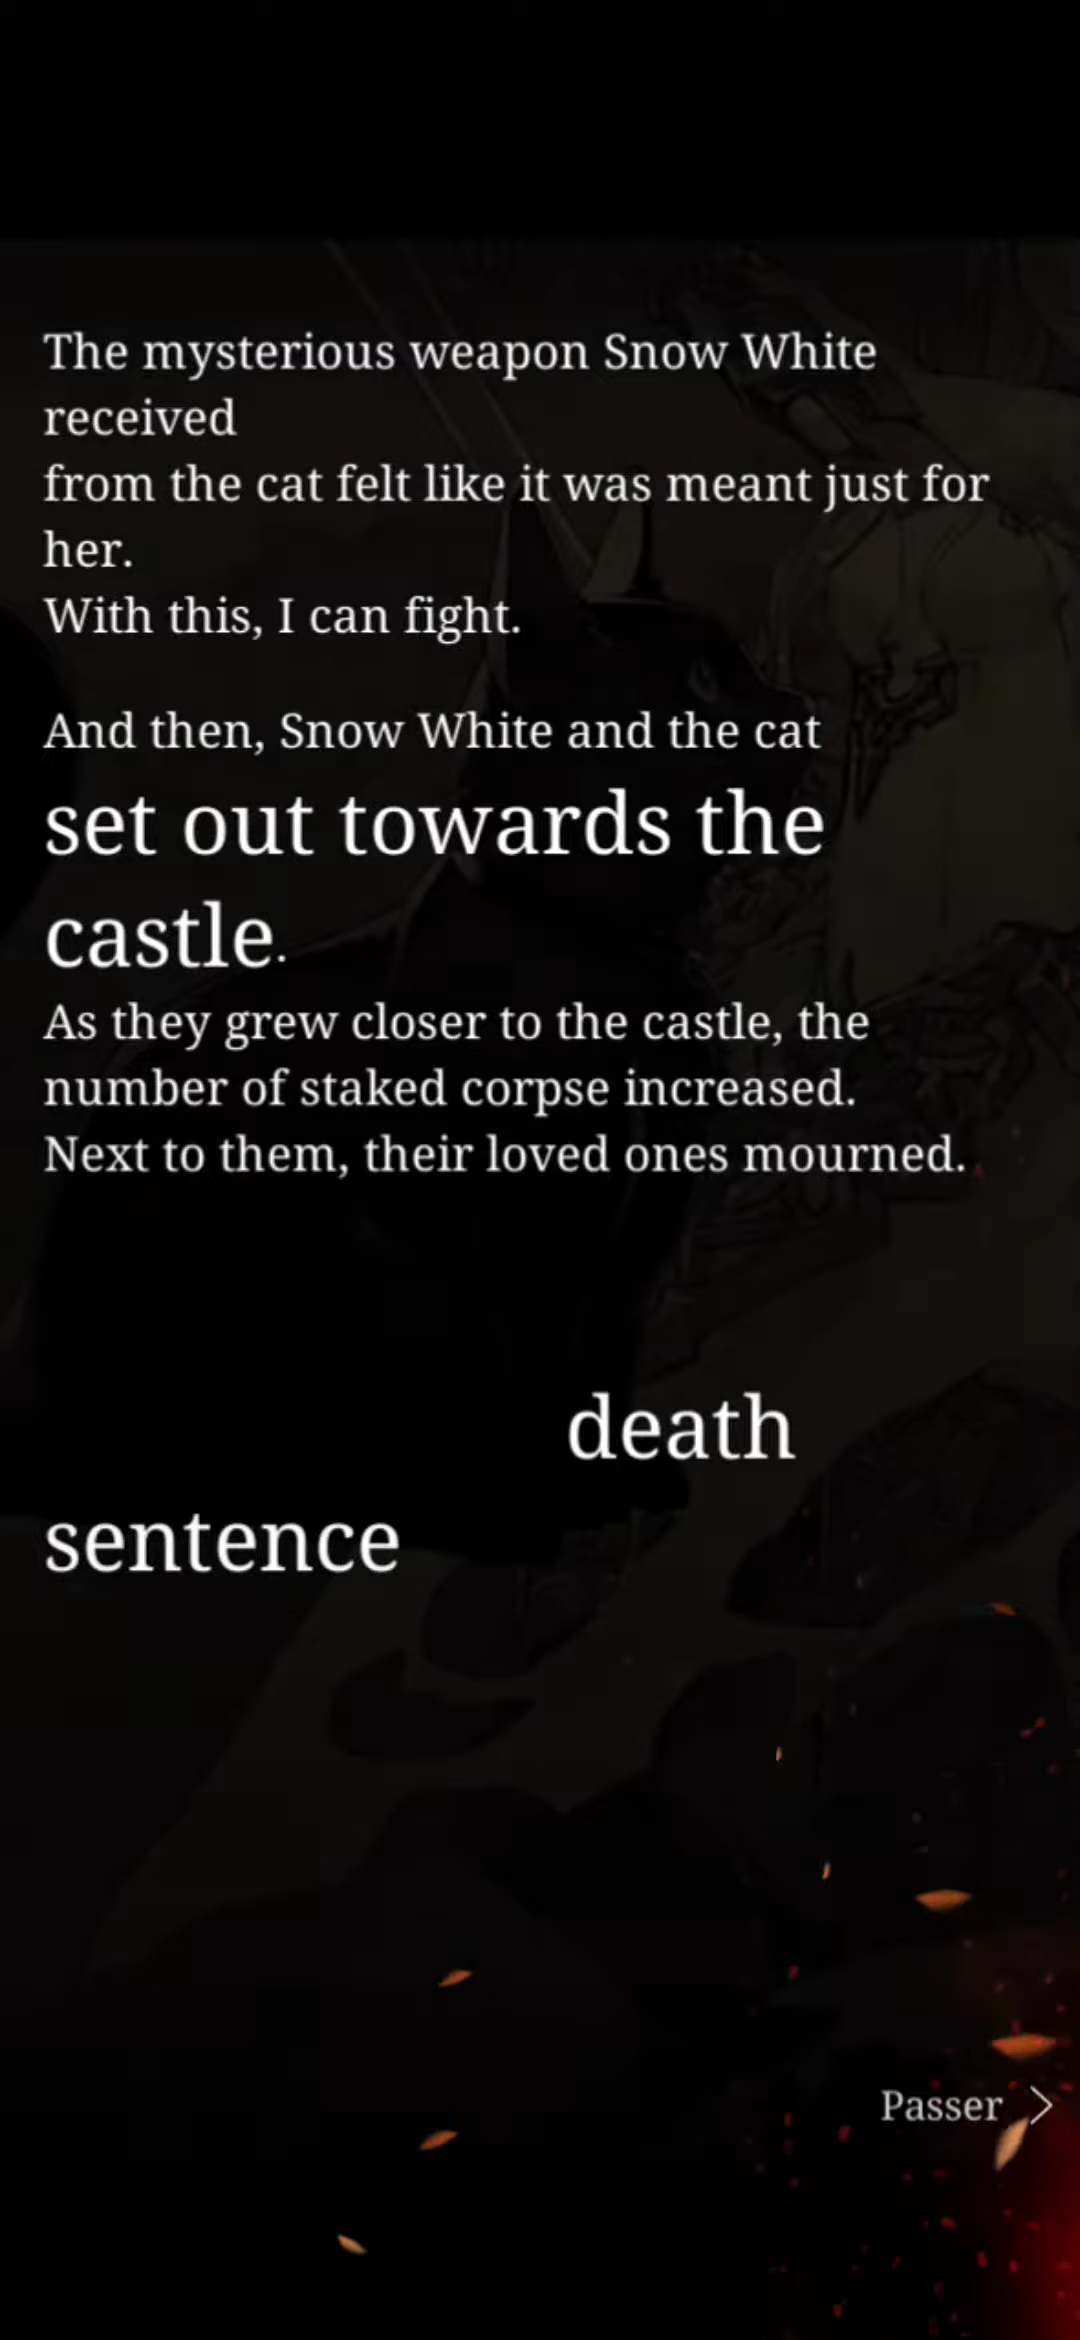 The mysterious weapon Snow White
received
from the cat felt like it was meant just for
her.
With this, I can fight.
And then, Snow White and the cat
set out towards the
castle.
As they grew closer to the castle, the
number of staked corpse increased.
Next to them, their loved ones mourned.
death
sentence
Passer